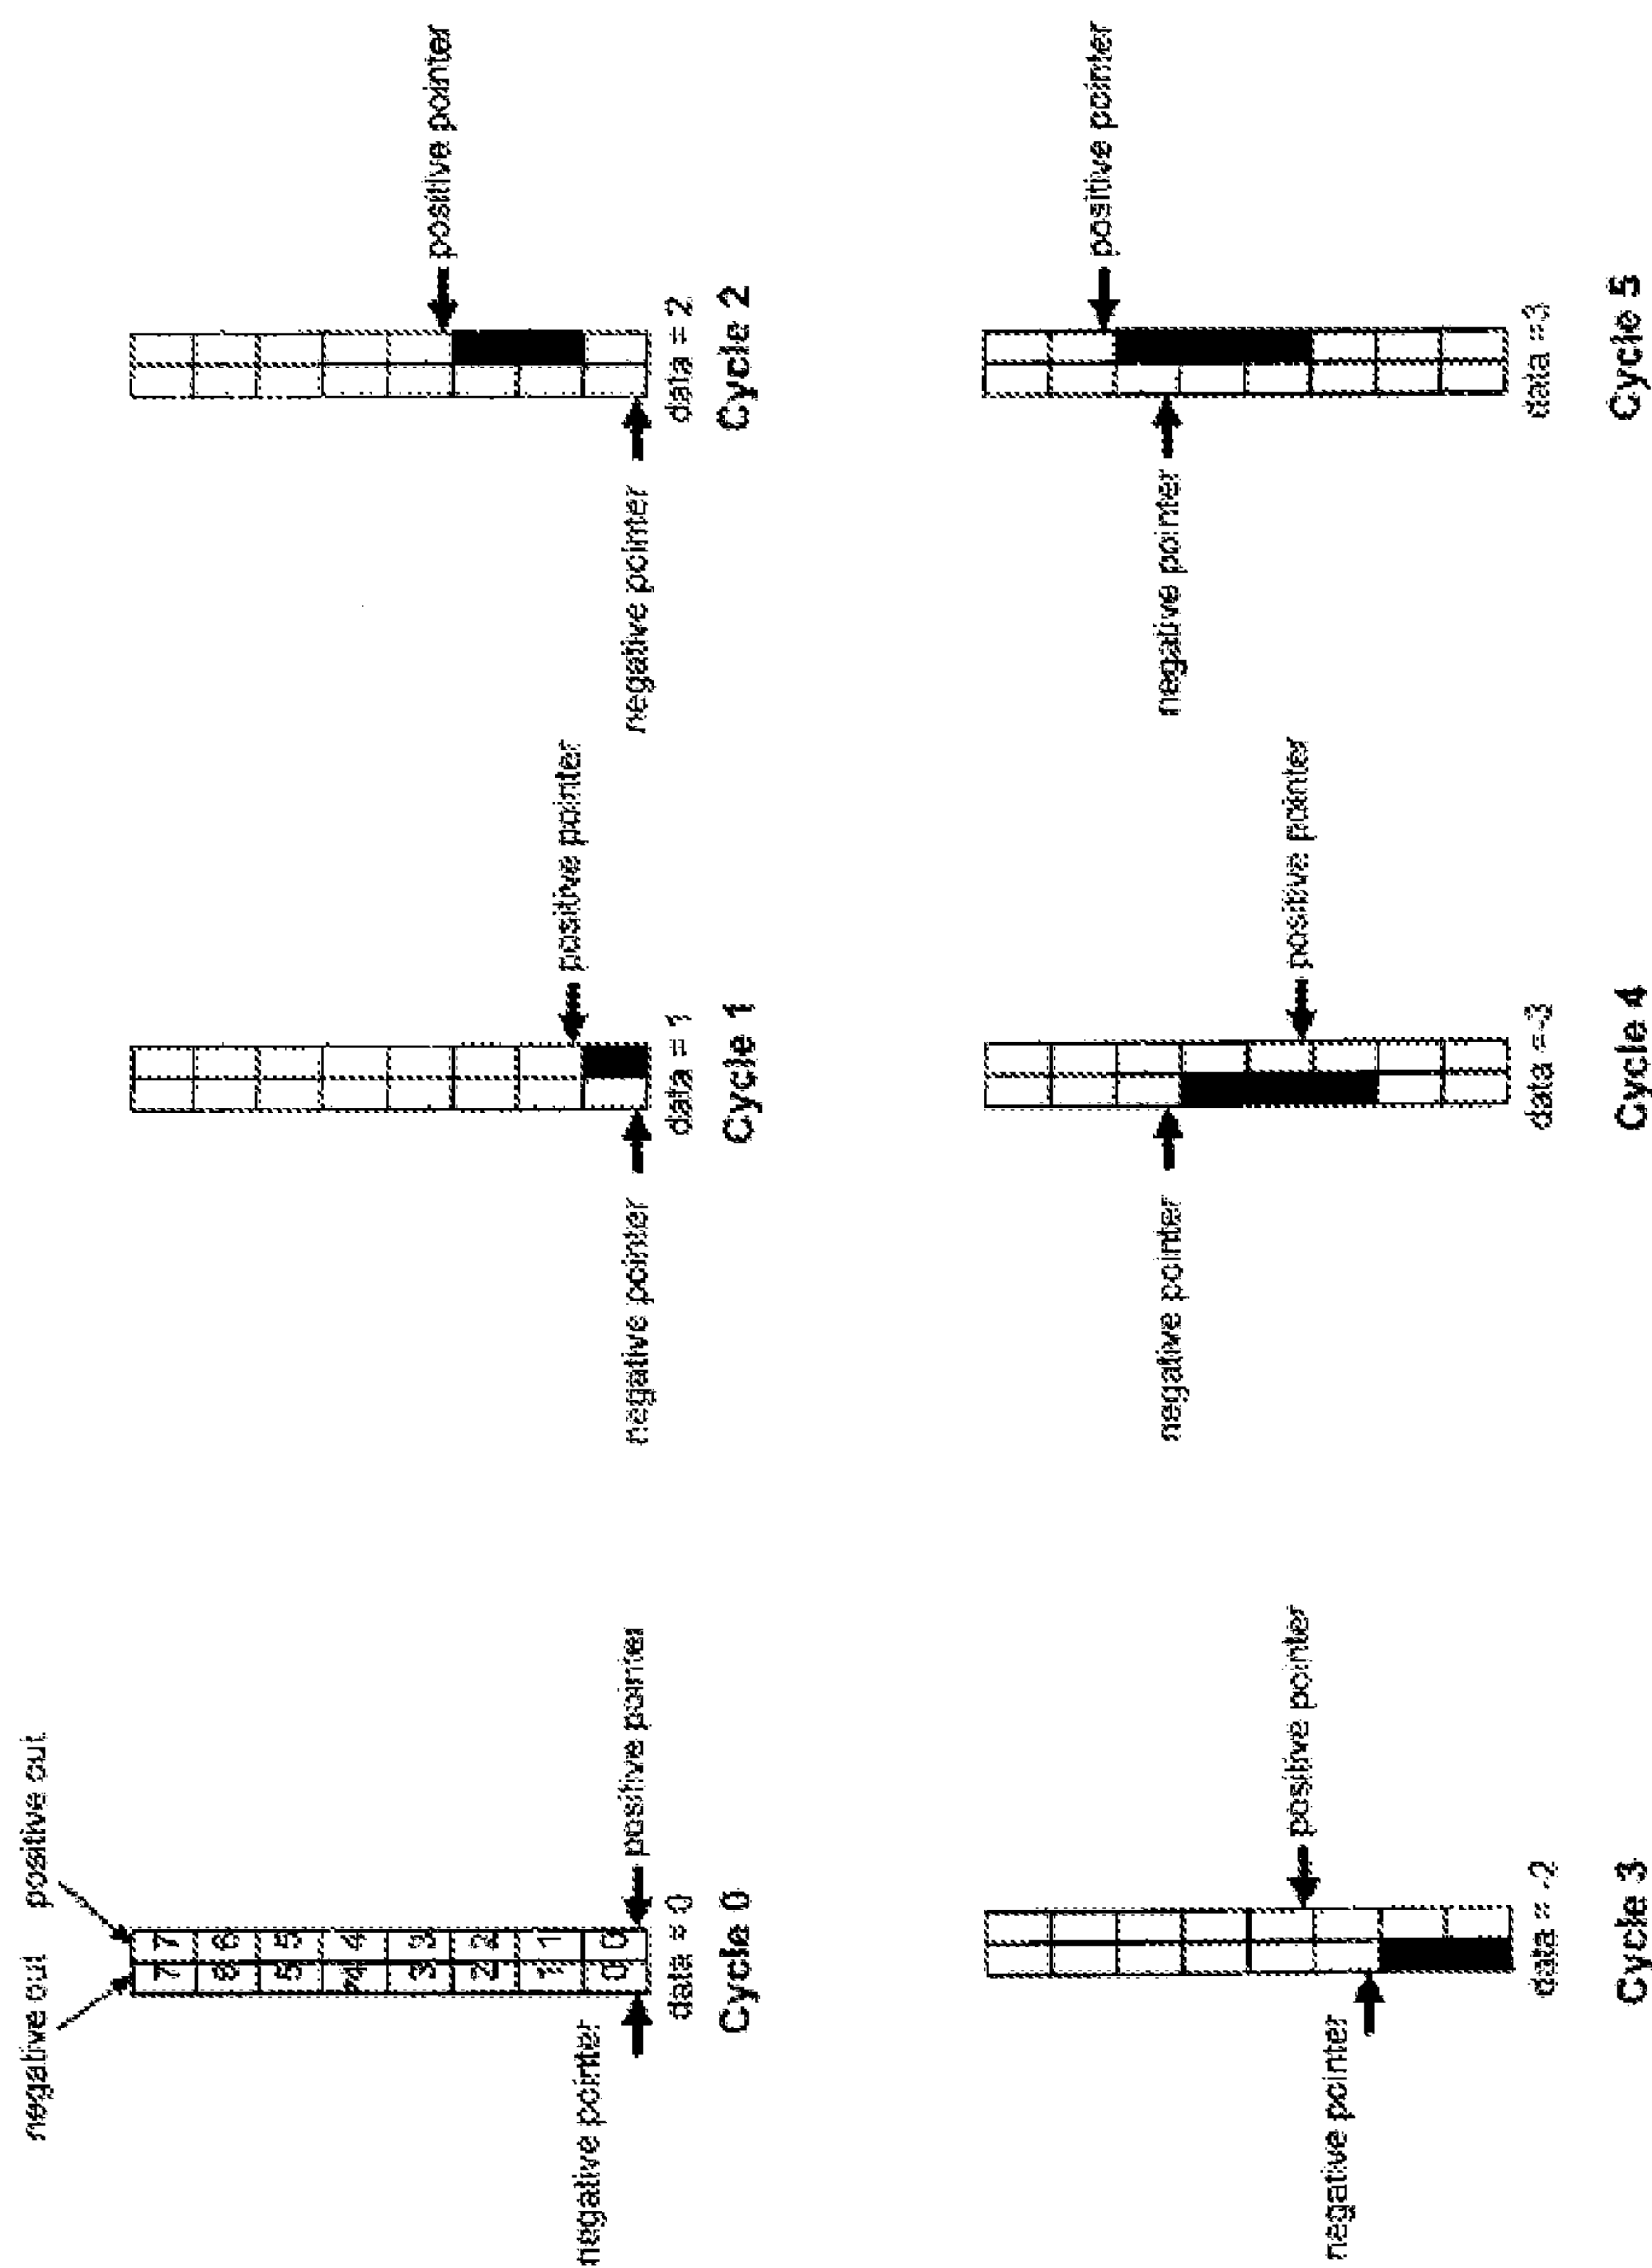 negative out
positive out
7 7
6 6
5 5
4 4
3 3
2 2
1 1
0 0
negative pointer
positive pointer
data = 0
Cycle 0
negative pointer
positive pointer
data = 1
Cycle 1
negative pointer
positive pointer
data = 2
Cycle 2
negative pointer
positive pointer
data = -2
Cycle 3
negative pointer
positive pointer
data =-3
Cycle 4
negative pointer
positive pointer
data =3
Cycle 5